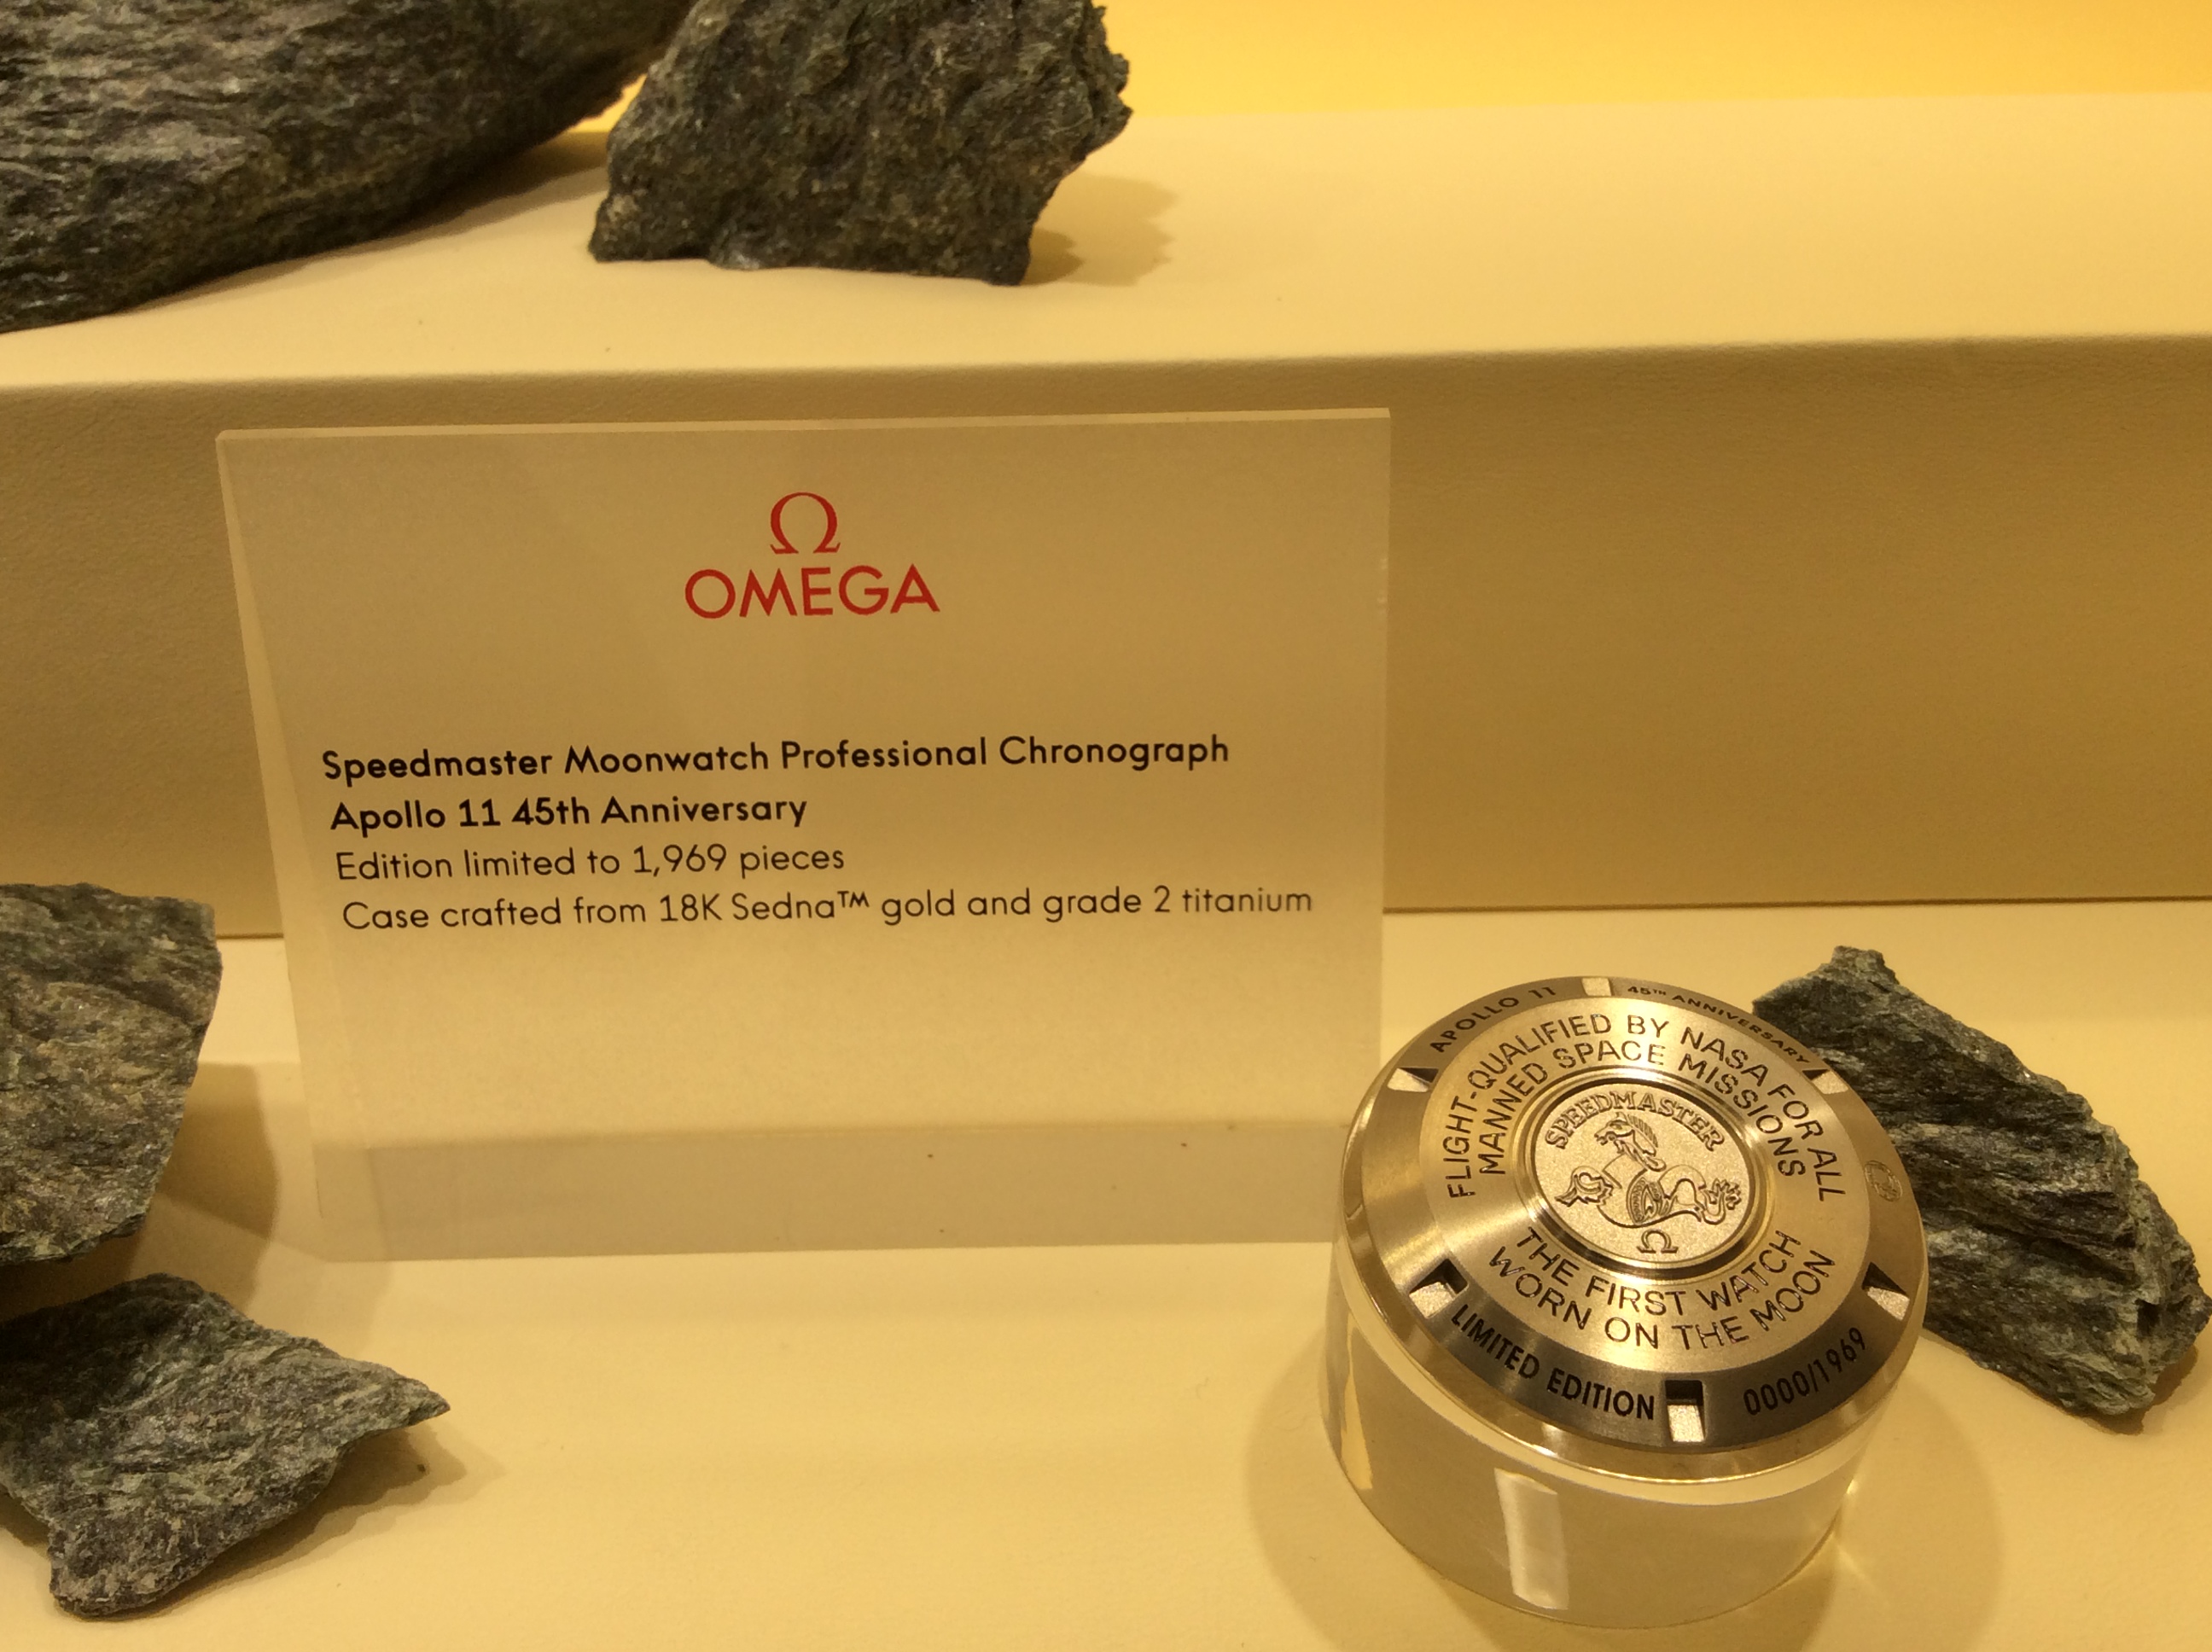 Ω
OMEGA
Speedmaster Moonwatch Professional Chronograph
Apollo 11 45th Anniversary
Edition limited to 1,969 pieces
Case crafted from 18K Sedna™ gold and grade 2 titanium
APOLLO 11
45TH ANNIVERSARY
FLIGHT-QUALIFIED BY NASA FOR ALL
MANNED SPACE MISSIONS
SPEEDMASTER
Ω
THE FIRST WATCH
WORN ON THE MOON
LIMITED EDITION
0000/1969